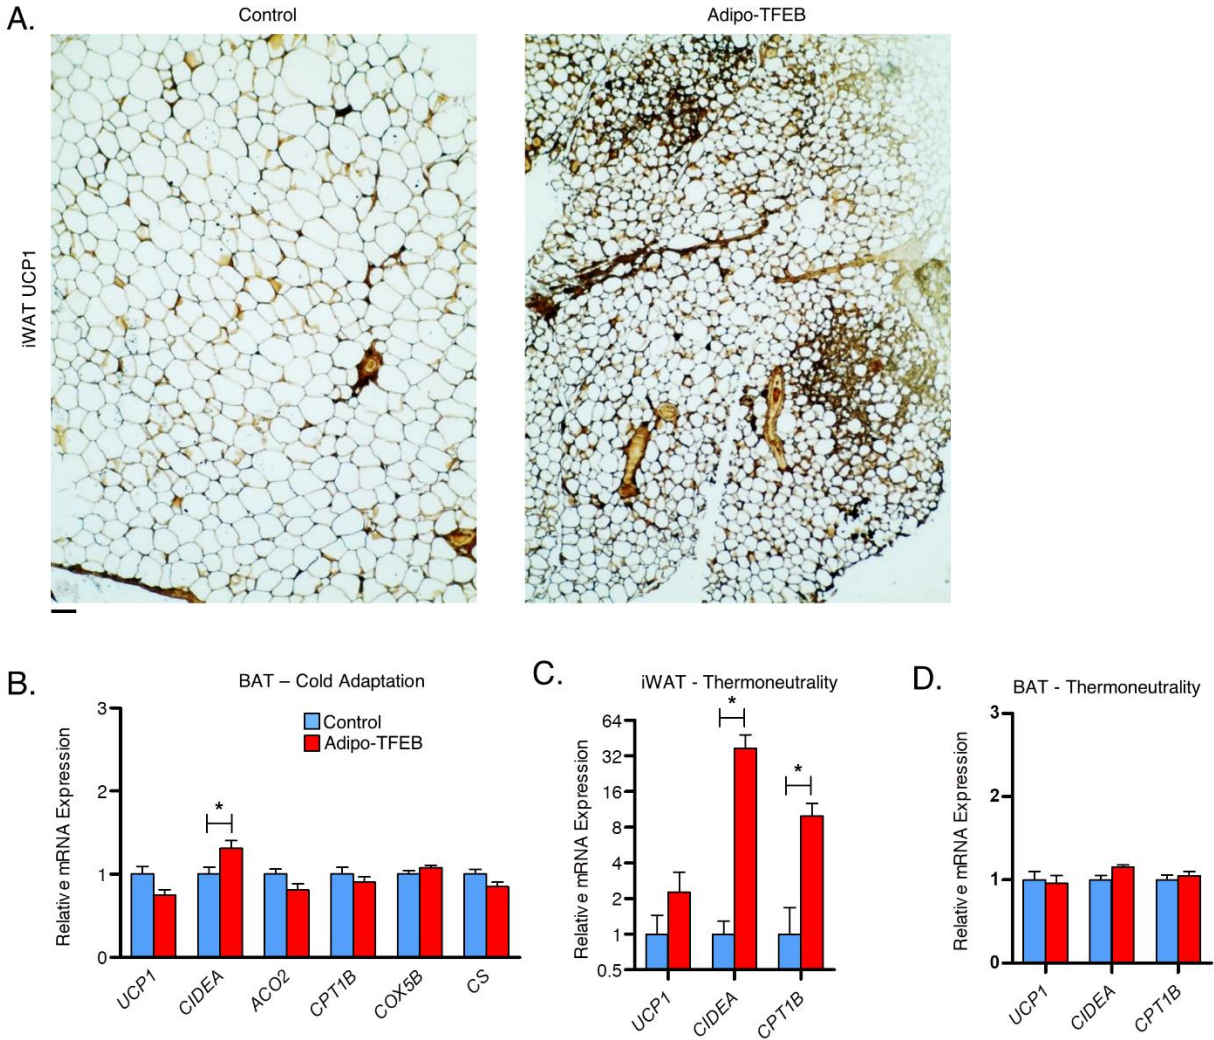 A.
Control
Adipo-TFEB
iWAT UCP1
B.
BAT – Cold Adaptation
Control
Adipo-TFEB
Relative mRNA Expression
3
2
1
0
*
UCP1
CIDEA
ACO2
CPT1B
COX5B
CS
C.
iWAT - Thermoneutrality
Relative mRNA Expression
64
32
16
8
4
2
1
0.5
*
*
UCP1
CIDEA
CPT1B
D.
BAT - Thermoneutrality
Relative mRNA Expression
3
2
1
0
UCP1
CIDEA
CPT1B